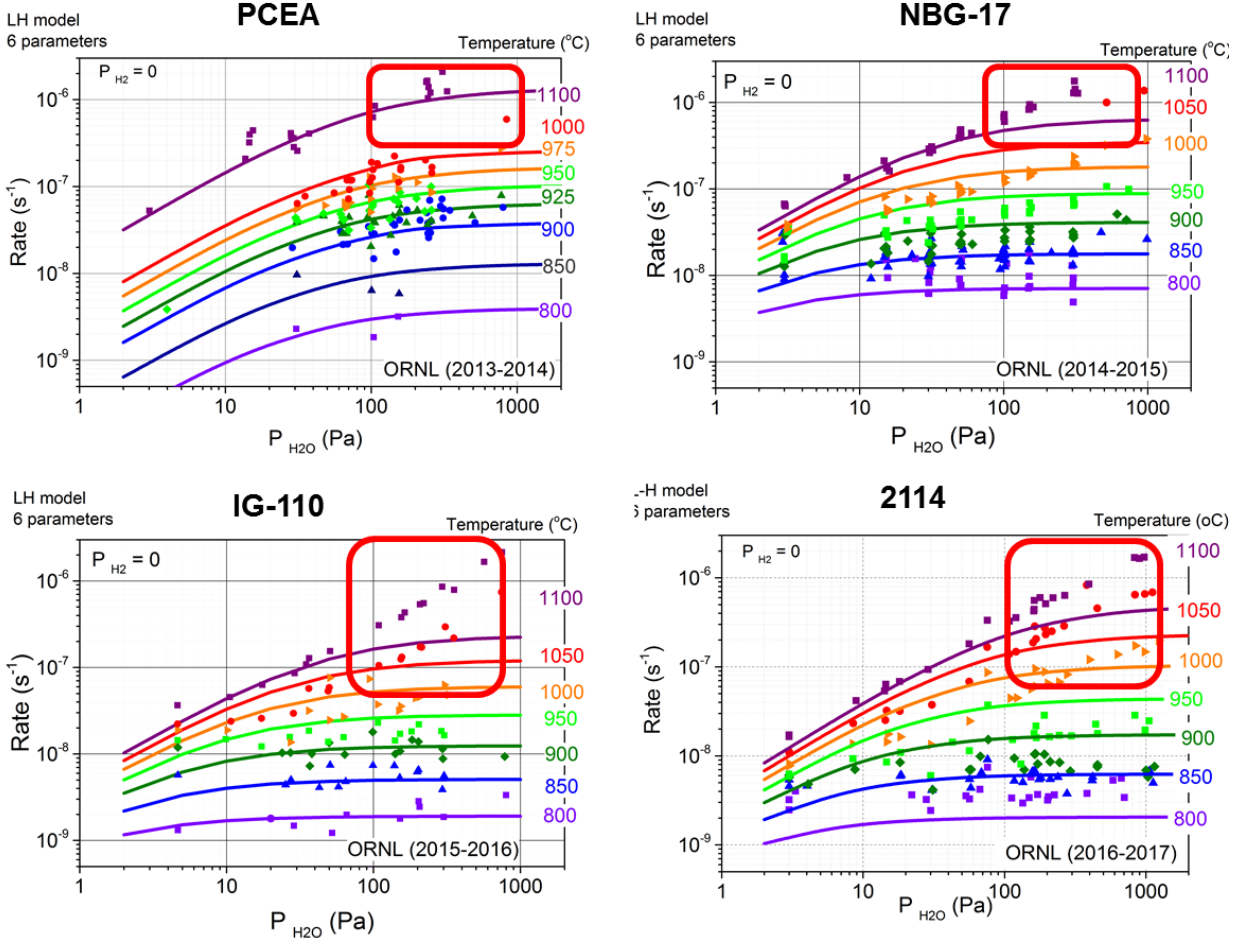 PCEA
LH model
6 parameters
Temperature (°C)
P H2 = 0
1100
1000
975
950
925
900
850
800
10⁻⁶
10⁻⁷
10⁻⁸
10⁻⁹
Rate (s⁻¹)
ORNL (2013-2014)
1 10 100 1000
P H2O (Pa)
NBG-17
LH model
6 parameters
Temperature (°C)
P H2 = 0
1100
1050
1000
950
900
850
800
10⁻⁶
10⁻⁷
10⁻⁸
10⁻⁹
Rate (s⁻¹)
ORNL (2014-2015)
1 10 100 1000
P H2O (Pa)
IG-110
LH model
6 parameters
Temperature (°C)
P H2 = 0
1100
1050
1000
950
900
850
800
10⁻⁶
10⁻⁷
10⁻⁸
10⁻⁹
Rate (s⁻¹)
ORNL (2015-2016)
1 10 100 1000
P H2O (Pa)
2114
-H model
6 parameters
Temperature (oC)
P H2 = 0
1100
1050
1000
950
900
850
800
10⁻⁶
10⁻⁷
10⁻⁸
10⁻⁹
Rate (s⁻¹)
ORNL (2016-2017)
1 10 100 1000
P H2O (Pa)